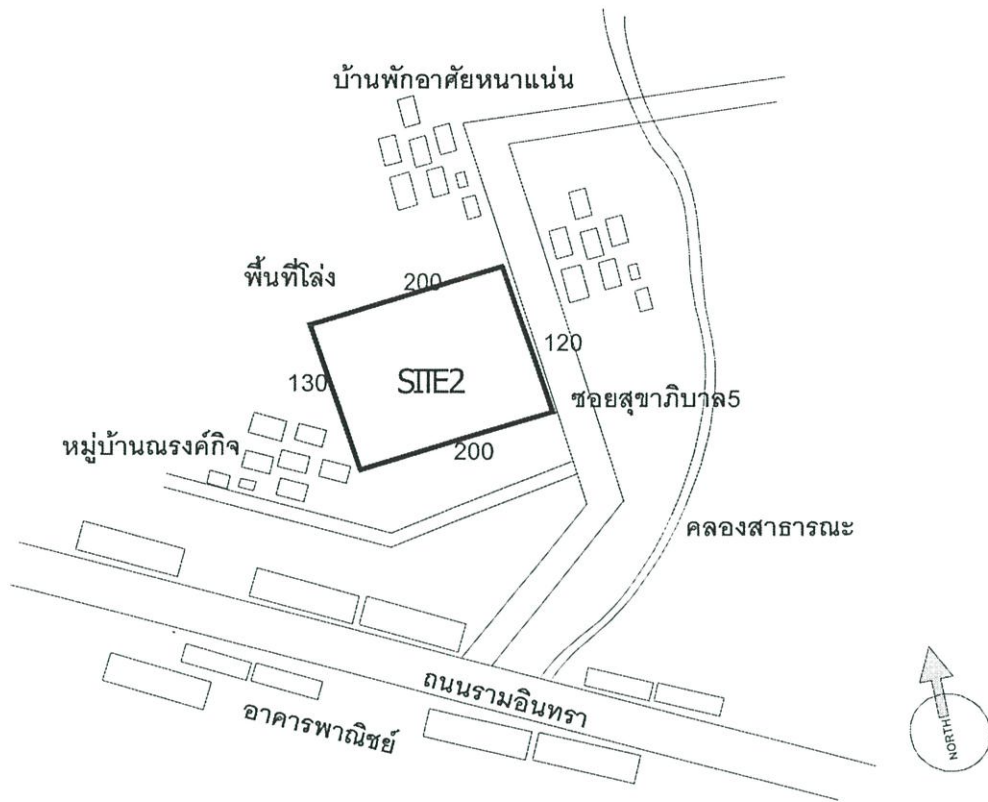 บ้านพักอาศัยหนาแน่น
พื้นที่โล่ง
200
120
130
SITE2
ซอยสุขาภิบาล5
หมู่บ้านณรงค์กิจ
200
คลองสาธารณะ
ถนนรามอินทรา
อาคารพาณิชย์
NORTH